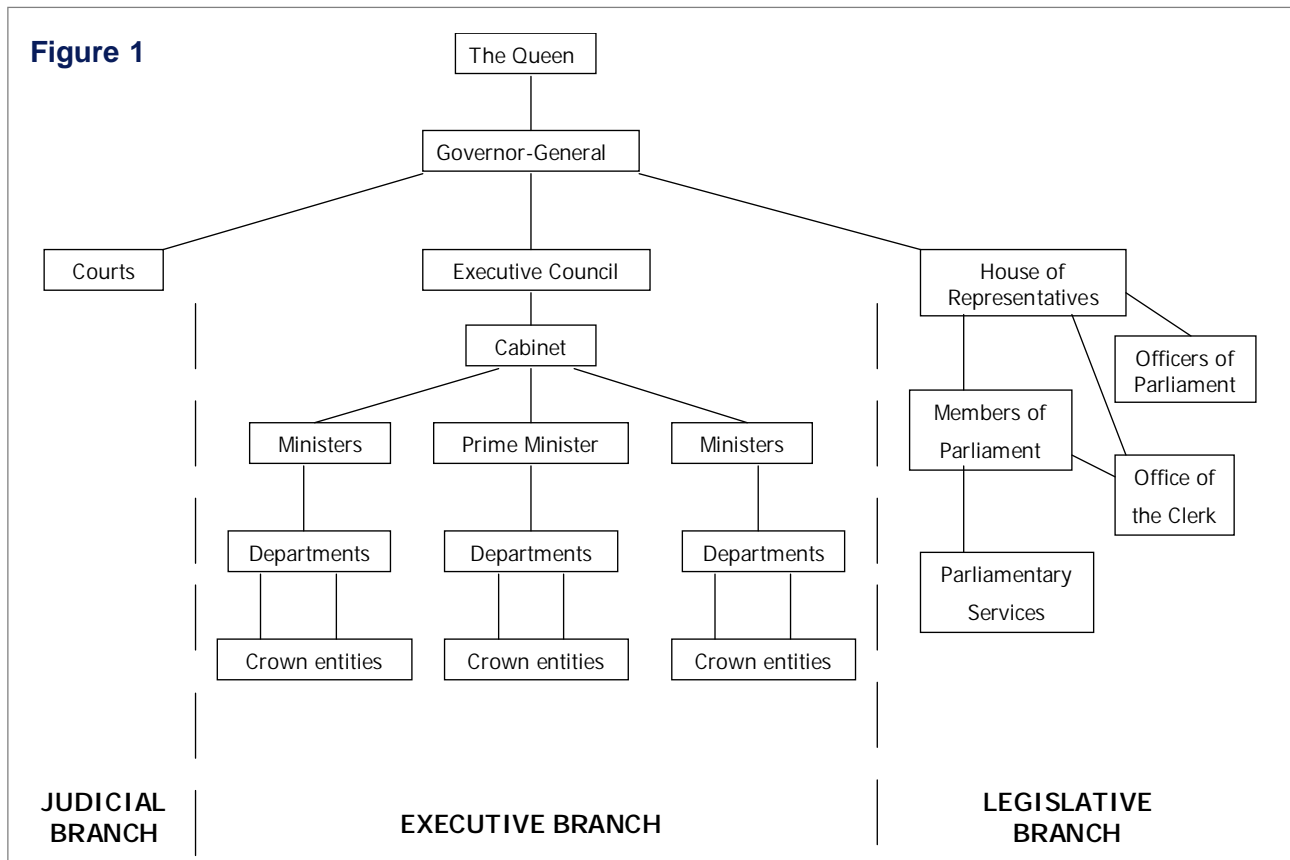 Figure 1
The Queen
Governor-General
Courts
Executive Council
House of
Representatives
Cabinet
Officers of
Parliament
Members of
Parliament
Ministers
Prime Minister
Ministers
Office of
the Clerk
Departments
Departments
Departments
Parliamentary
Services
Crown entities
Crown entities
Crown entities
JUDICIAL
BRANCH
EXECUTIVE BRANCH
LEGISLATIVE
BRANCH